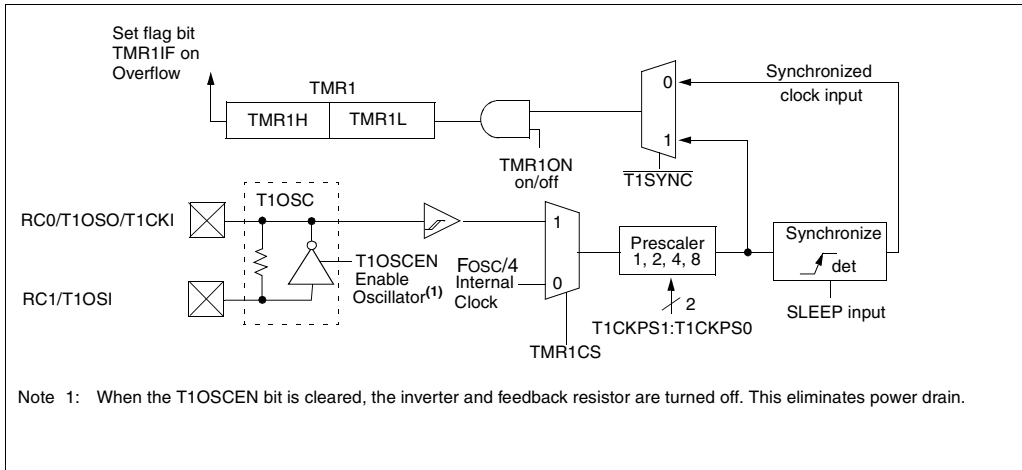 Set flag bit
TMR1IF on
Overflow
TMR1
TMR1H
TMR1L
TMR1ON
on/off
0
1
T1SYNC
Synchronized
clock input
T1OSC
RC0/T1OSO/T1CKI
RC1/T1OSI
T1OSCEN
Enable
Oscillator(1)
FOSC/4
Internal
Clock
1
0
TMR1CS
Prescaler
1, 2, 4, 8
2
T1CKPS1:T1CKPS0
Synchronize
det
SLEEP input
Note 1: When the T1OSCEN bit is cleared, the inverter and feedback resistor are turned off. This eliminates power drain.